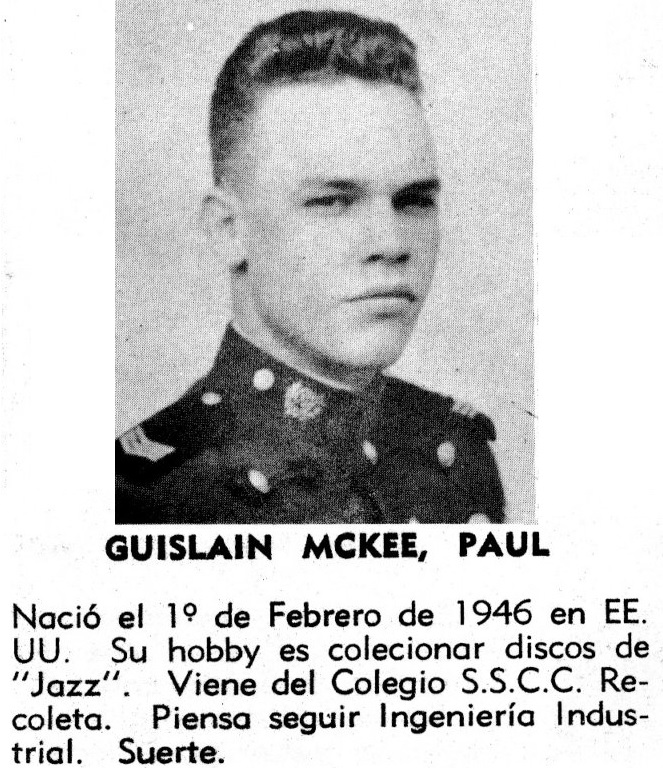 GUISLAIN MCKEE, PAUL
Nació el 1º de Febrero de 1946 en EE.
UU. Su hobby es colecionar discos de
"Jazz". Viene del Colegio S.S.C.C. Re-
coleta. Piensa seguir Ingeniería Indus-
trial. Suerte.